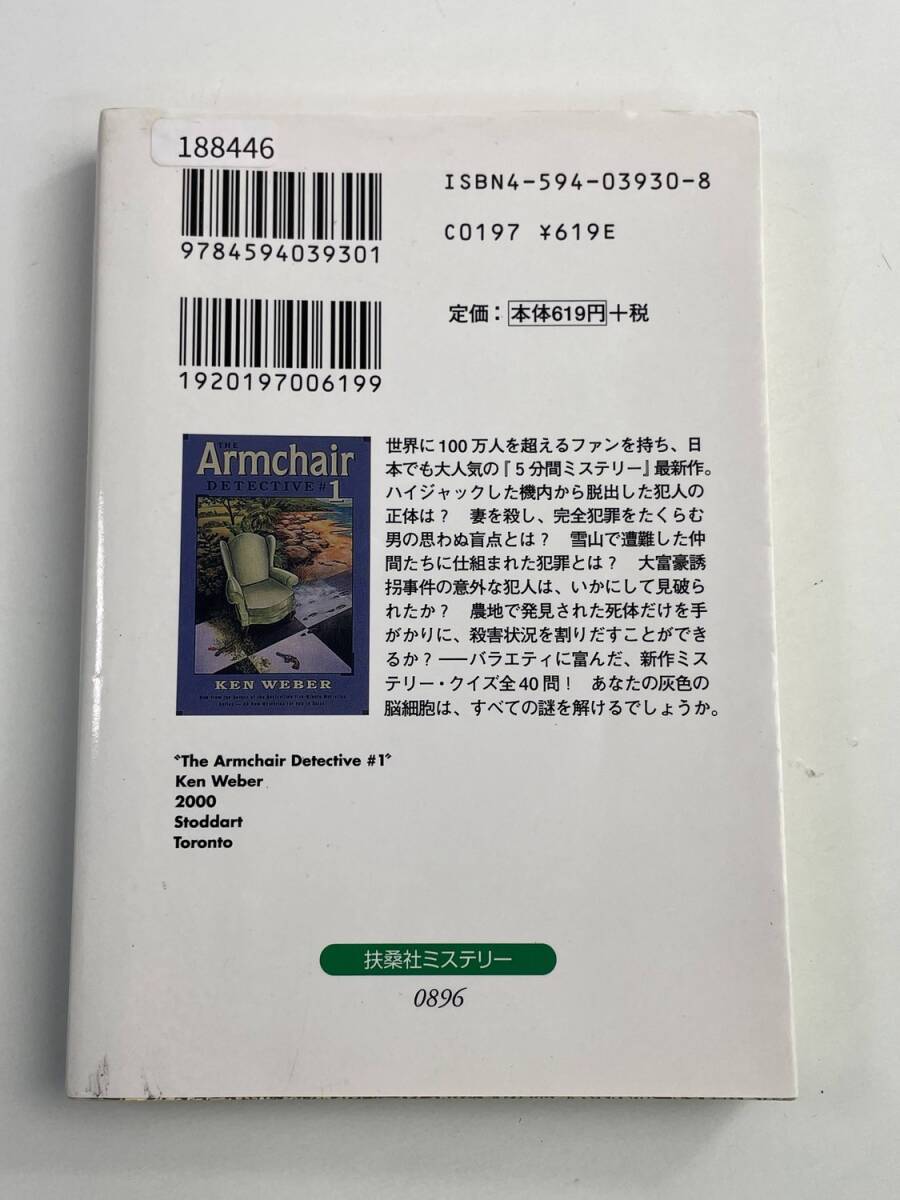 188446
ISBN4-594-03930-8
9784594039301
C0197 ¥619E
1920197006199
定価：本体619円+税
THE
Armchair
DETECTIVE #1
KEN WEBER
世界に100万人を超えるファンを持ち、日
本でも大人気の『5分間ミステリー』最新作。
ハイジャックした機内から脱出した犯人の
正体は？　妻を殺し、完全犯罪をたくらむ
男の思わぬ盲点とは？　雪山で遭難した仲
間たちに仕組まれた犯罪とは？　大富豪誘
拐事件の意外な犯人は、いかにして見破ら
れたか？　農地で発見された死体だけを手
がかりに、殺害状況を割りだすことができ
るか？──バラエティに富んだ、新作ミス
テリー・クイズ全40問！　あなたの灰色の
脳細胞は、すべての謎を解けるでしょうか。
〝The Armchair Detective #1〞
Ken Weber
2000
Stoddart
Toronto
扶桑社ミステリー
0896